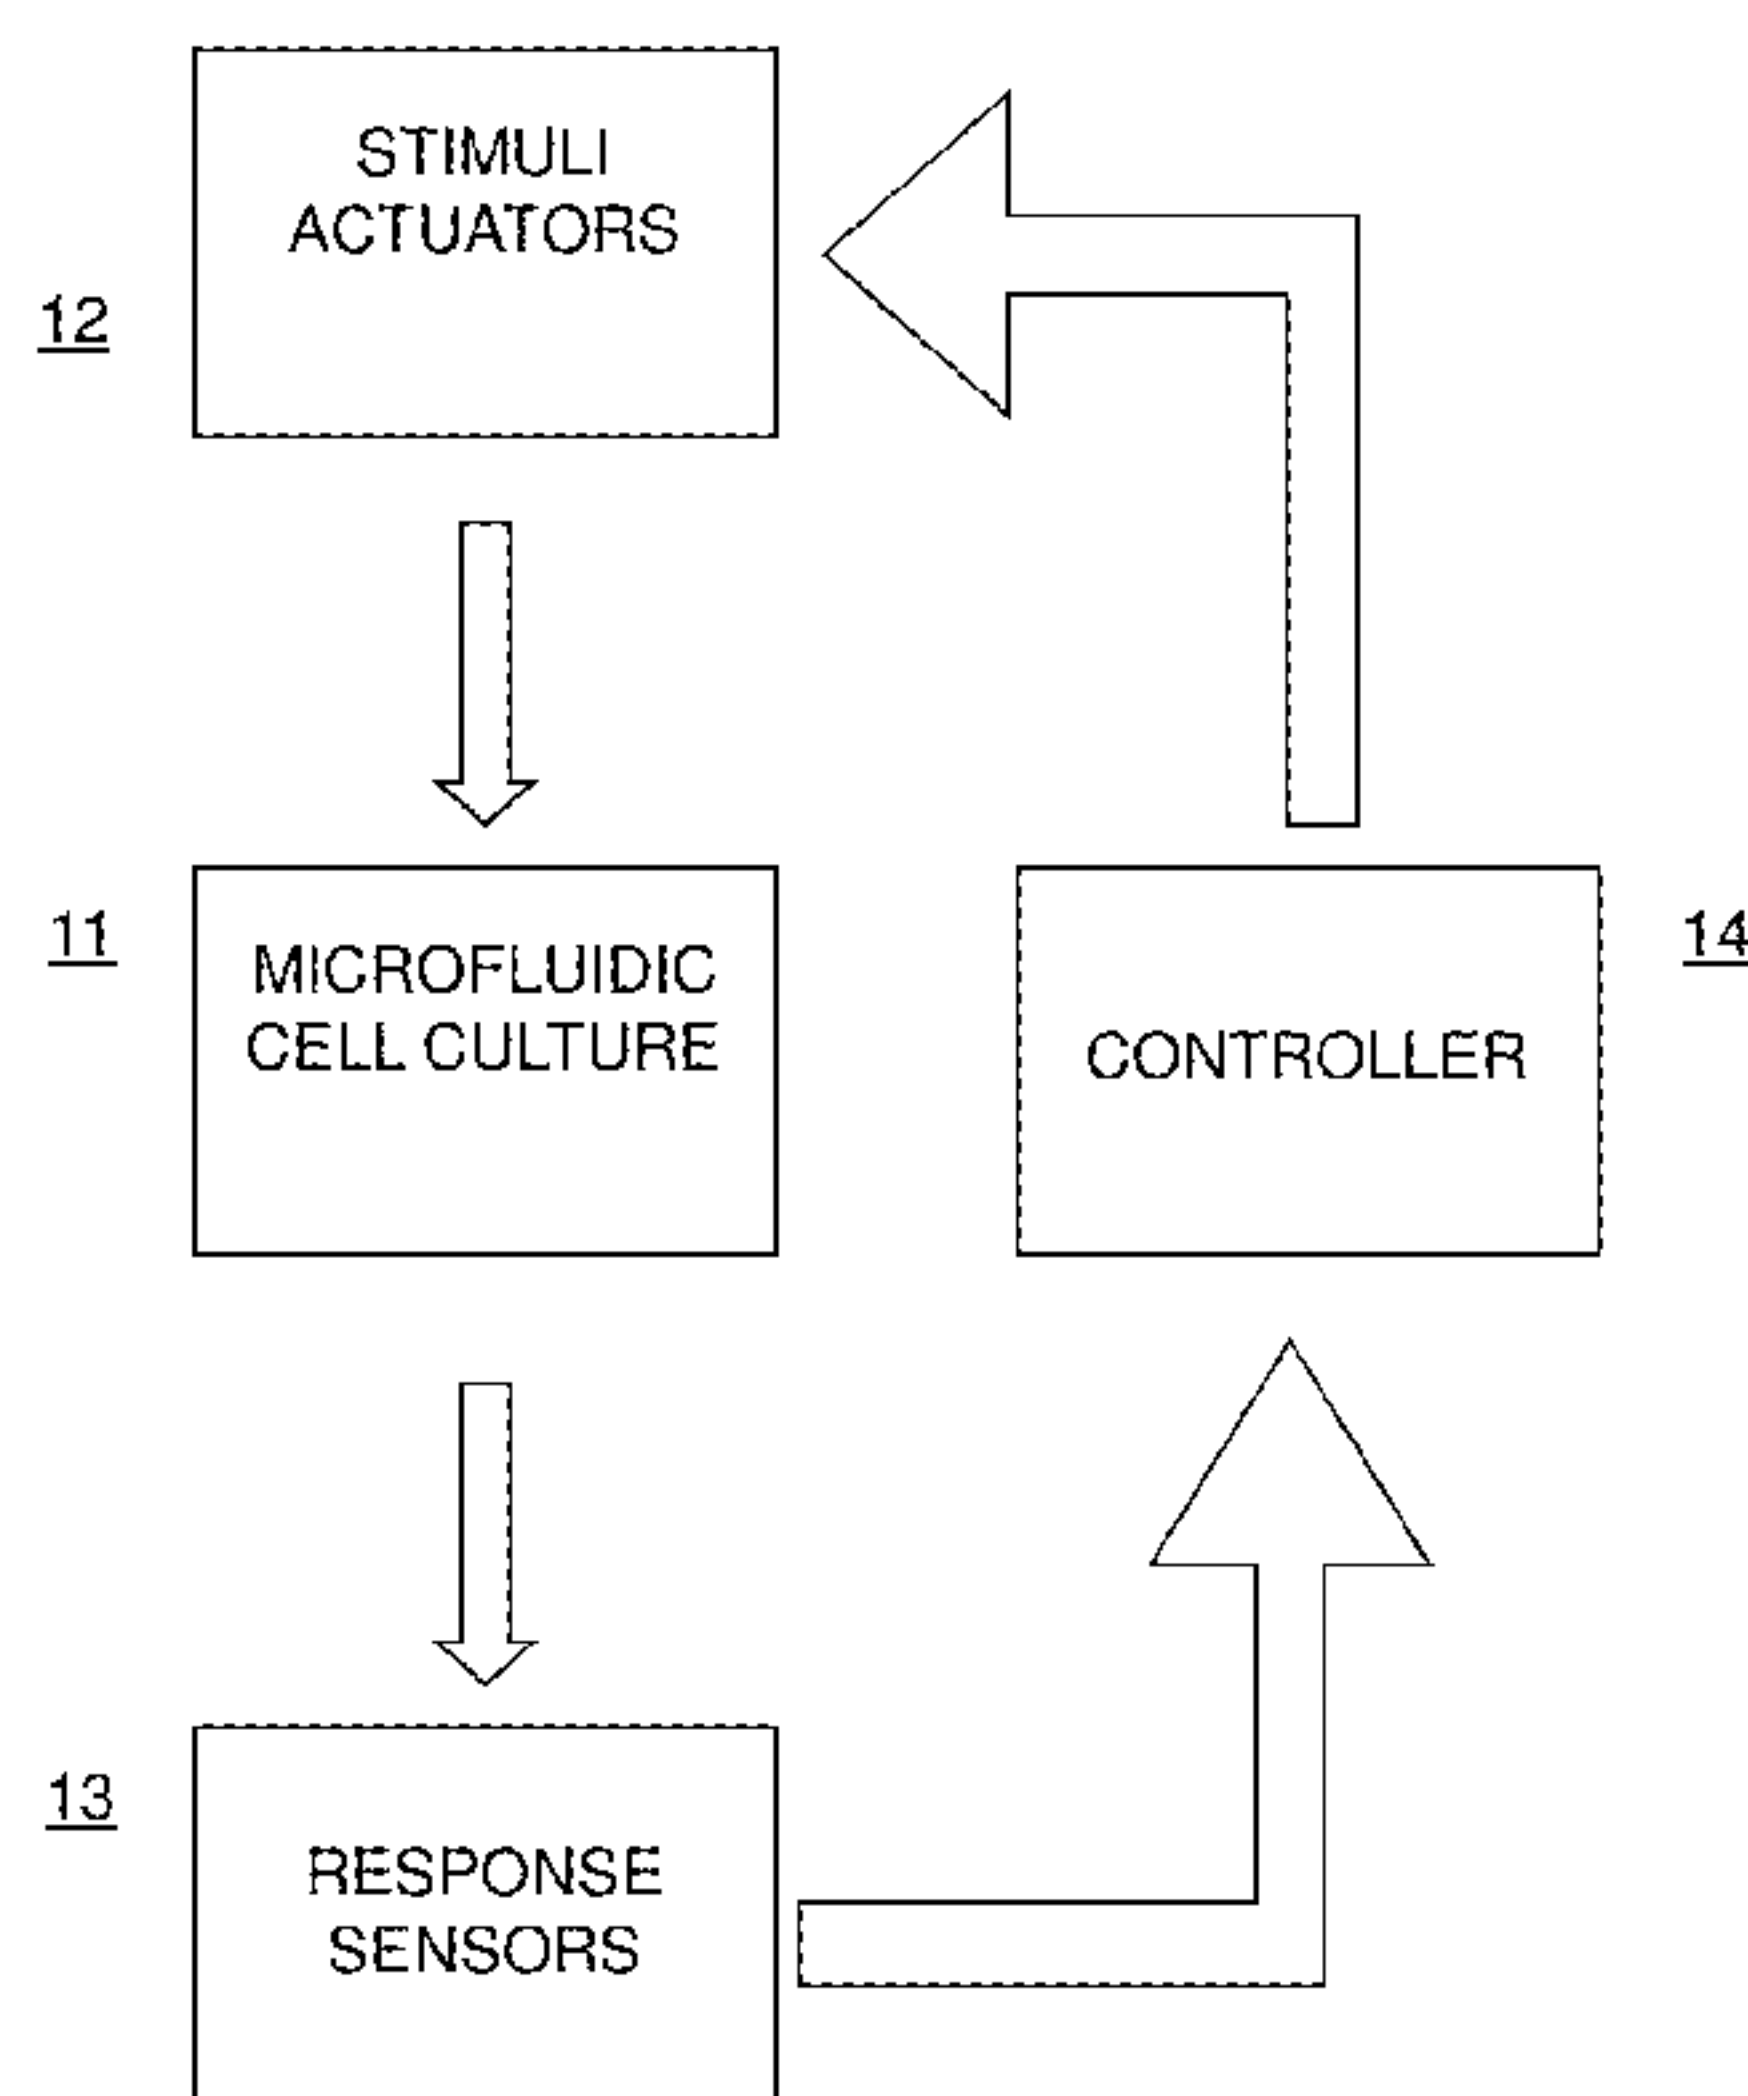 STIMULI
ACTUATORS
12
11
MICROFLUIDIC
CELL CULTURE
CONTROLLER
14
13
RESPONSE
SENSORS